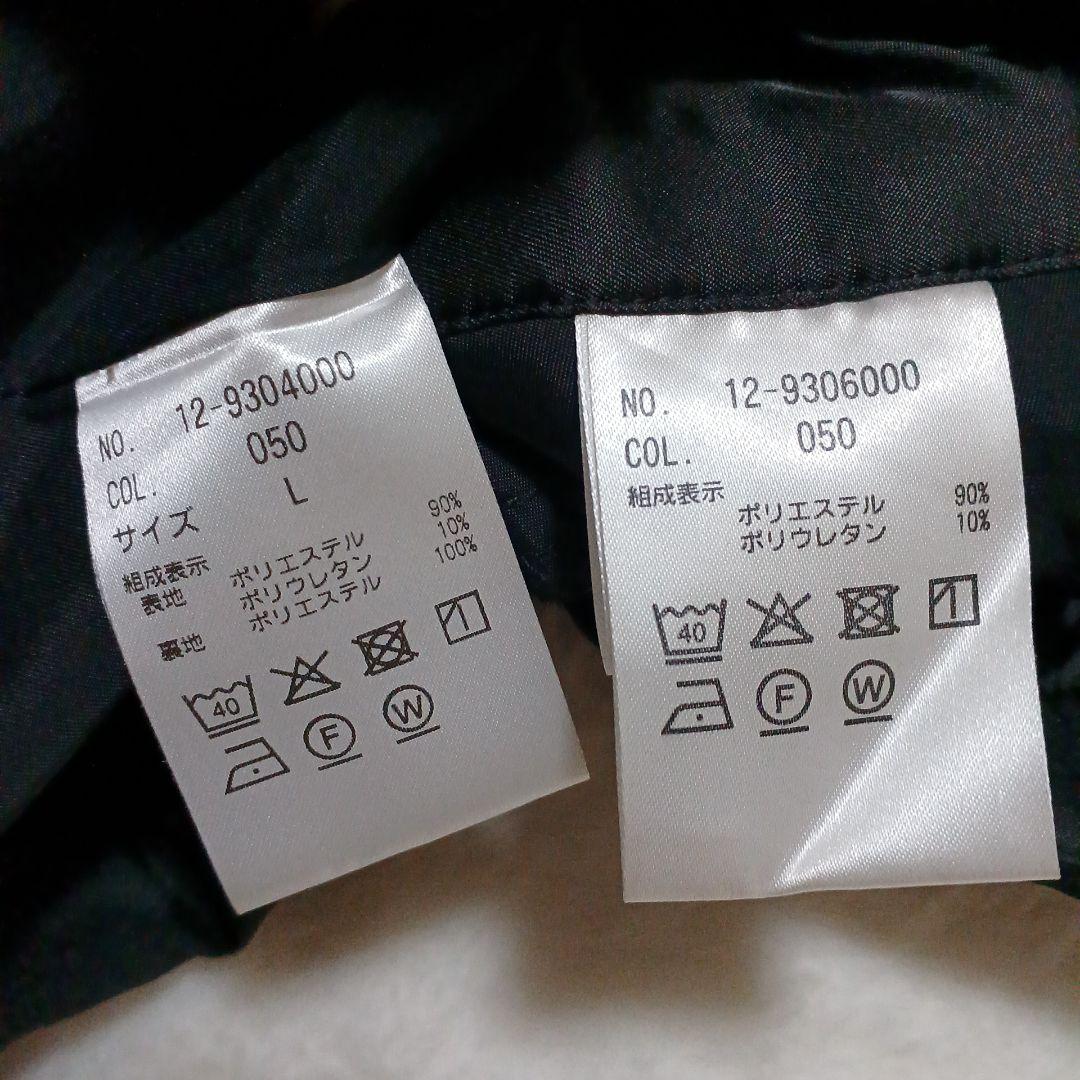 NO. 12-9304000
COL. 050
サイズ L
組成表示
表地 ポリエステル 90%
ポリウレタン 10%
裏地 ポリエステル 100%
40
F W
NO. 12-9306000
COL. 050
組成表示
ポリエステル 90%
ポリウレタン 10%
40
F W